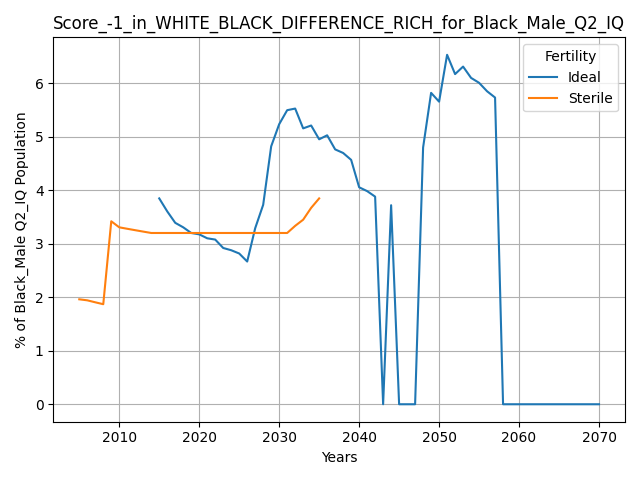 Score_-1_in_WHITE_BLACK_DIFFERENCE_RICH_for_Black_Male_Q2_IQ
Fertility
Ideal
Sterile
% of Black_Male Q2_IQ Population
6
5
4
3
2
1
0
2010 2020 2030 2040 2050 2060 2070
Years